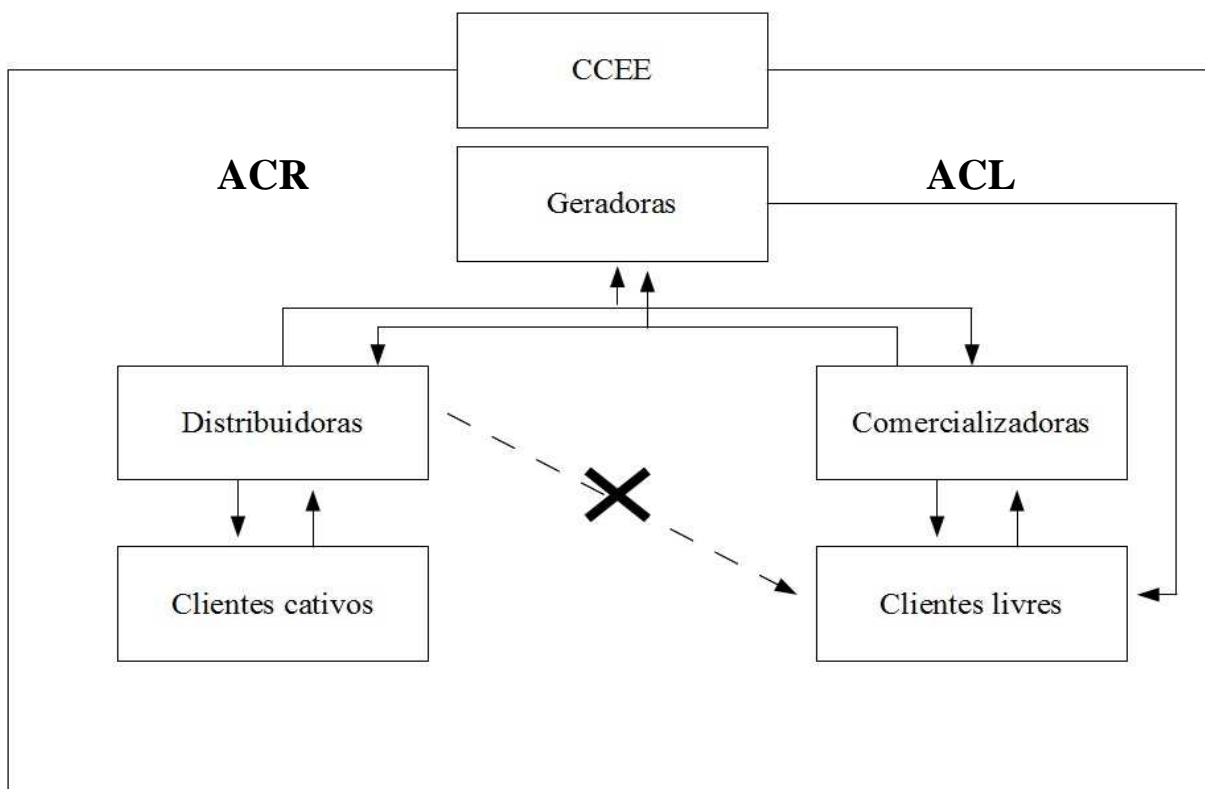 CCEE
ACR
ACL
Geradoras
Distribuidoras
Comercializadoras
Clientes cativos
Clientes livres